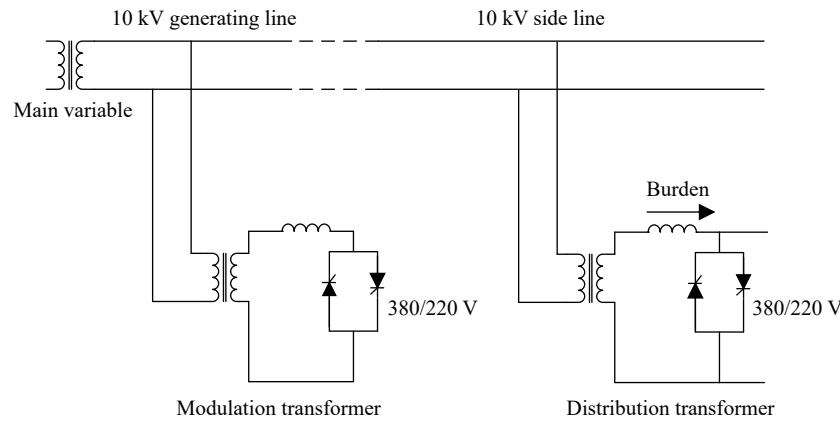 10 kV generating line
10 kV side line
Main variable
Burden
380/220 V
380/220 V
Modulation transformer
Distribution transformer